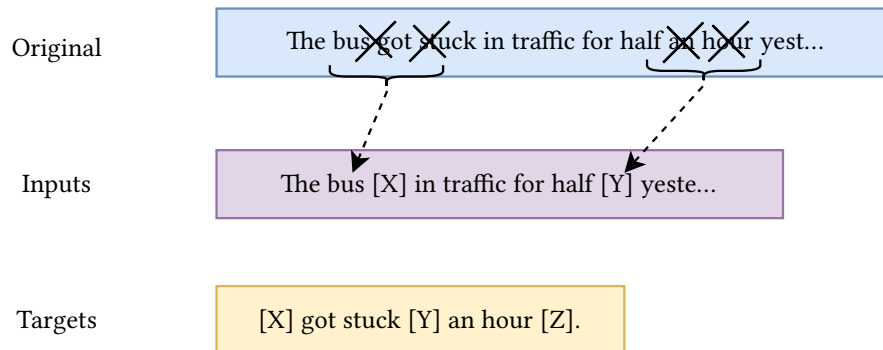 Original
The bus got stuck in traffic for half an hour yest...
Inputs
The bus [X] in traffic for half [Y] yeste...
Targets
[X] got stuck [Y] an hour [Z].